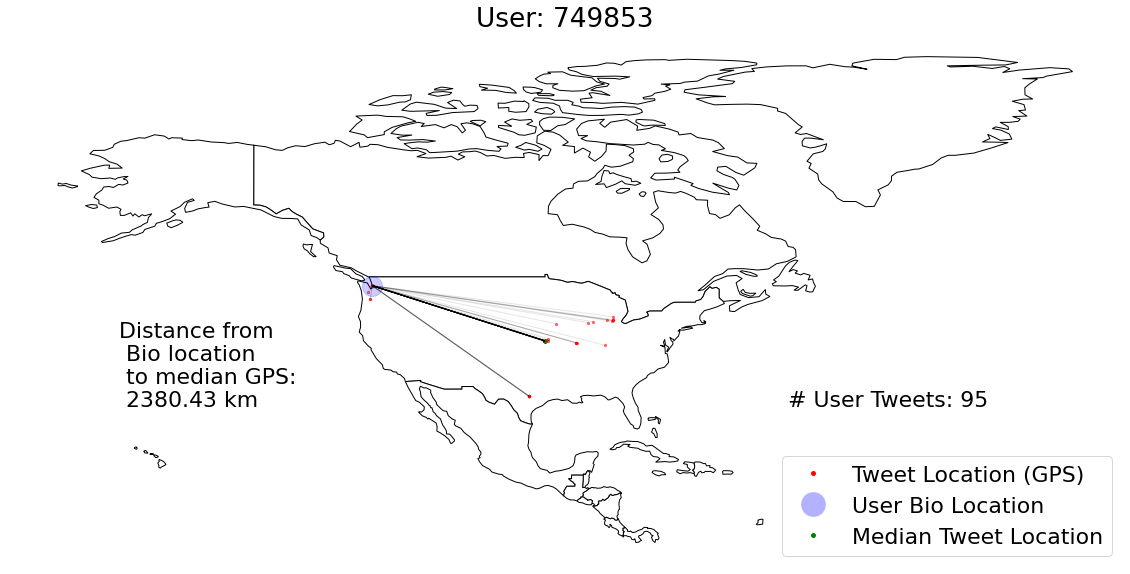 User: 749853
Distance from
Bio location
to median GPS:
2380.43 km
# User Tweets: 95
Tweet Location (GPS)
User Bio Location
Median Tweet Location